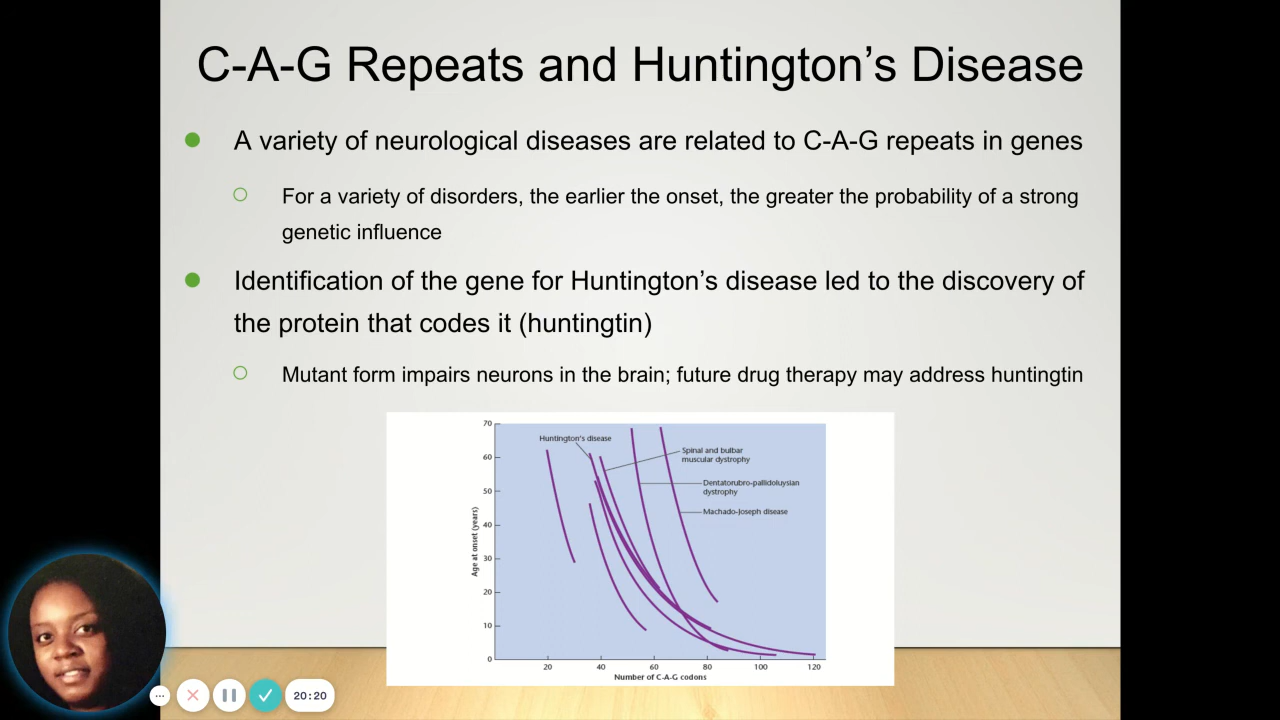 C-A-G Repeats and Huntington’s Disease
A variety of neurological diseases are related to C-A-G repeats in genes
For a variety of disorders, the earlier the onset, the greater the probability of a strong
genetic influence
Identification of the gene for Huntington’s disease led to the discovery of
the protein that codes it (huntingtin)
Mutant form impairs neurons in the brain; future drug therapy may address huntingtin
70
60
50
40
30
20
10
0
Age at onset (years)
Huntington's disease
Spinal and bulbar
muscular dystrophy
Dentatorubro-pallidoluysian
dystrophy
Machado-Joseph disease
20 40 60 80 100 120
Number of C-A-G codons
20:20